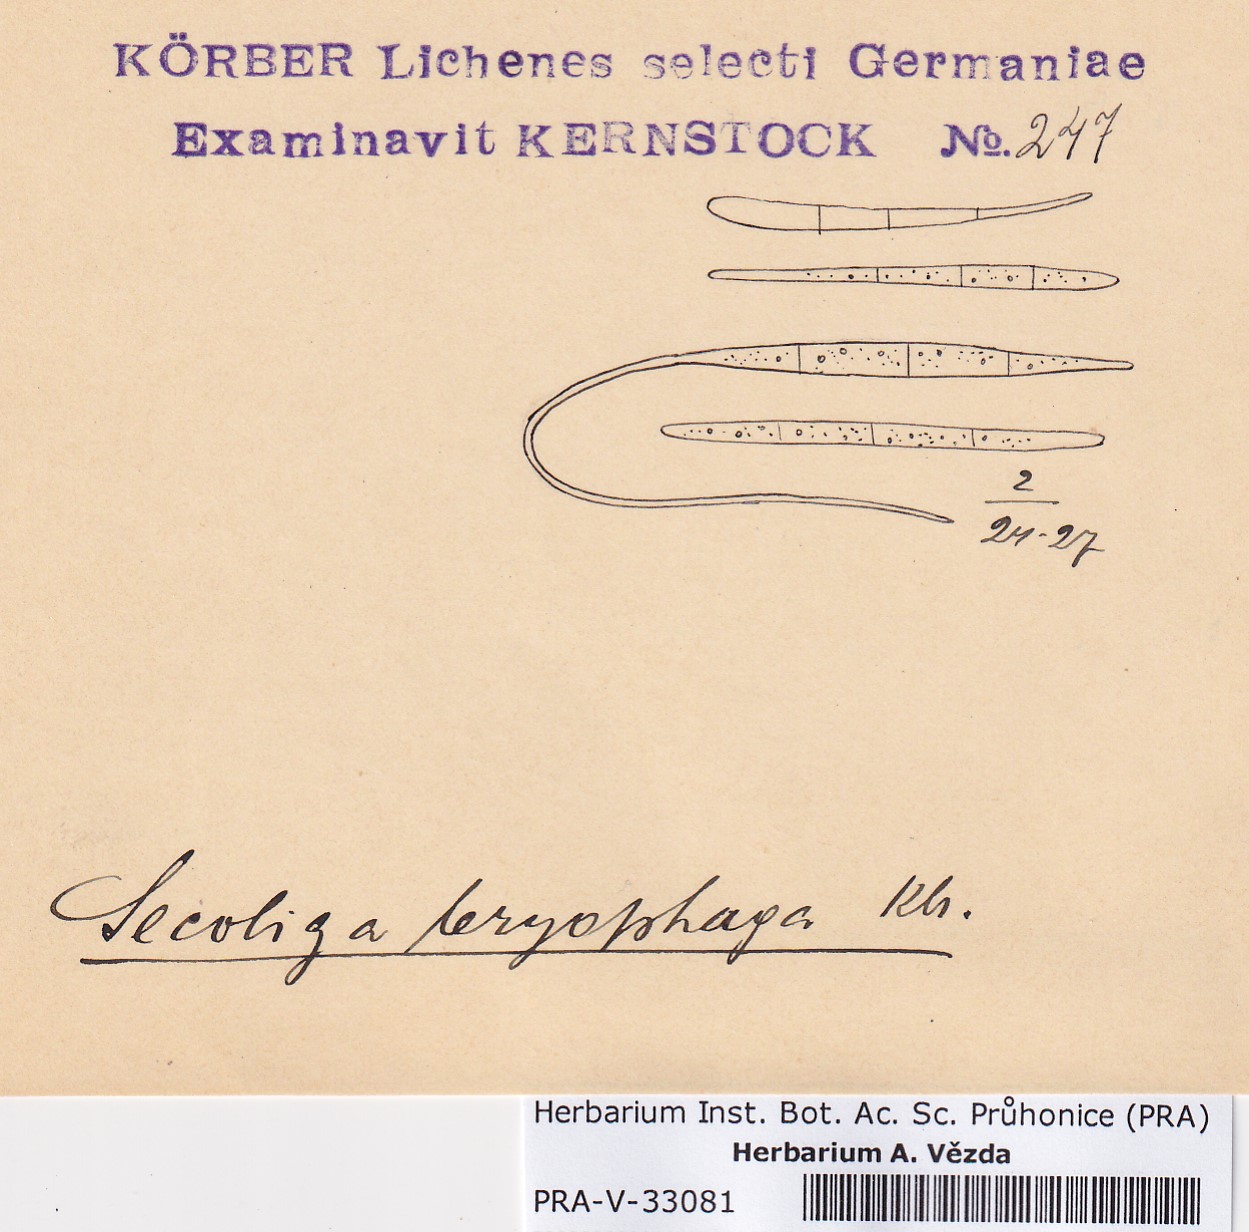 KÖRBER Lichenes selecti Germaniae
Examinavit KERNSTOCK No. 247
2
24-27
Secoliga bryophaga Kbr.
Herbarium Inst. Bot. Ac. Sc. Průhonice (PRA)
Herbarium A. Vězda
PRA-V-33081